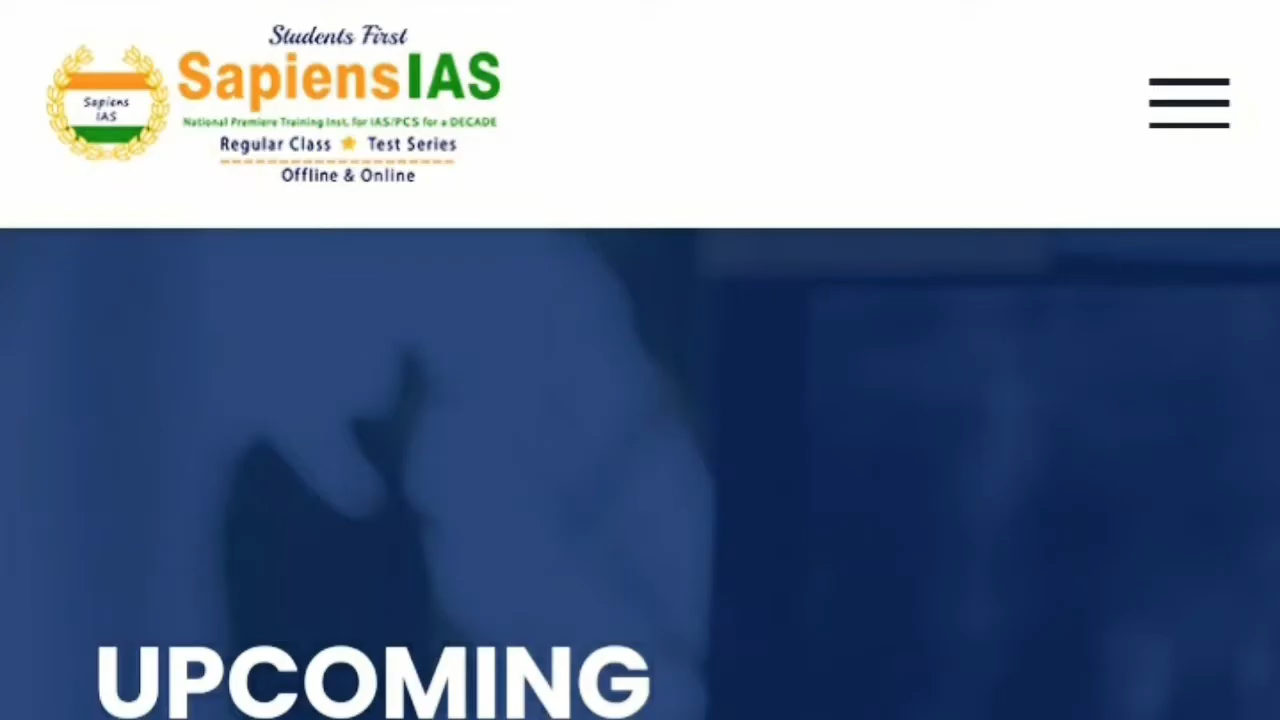 Students First
SapiensIAS
Sapiens
IAS
National Premiere Training Inst. for IAS/PCS for a DECADE
Regular Class ⭐ Test Series
Offline & Online
UPCOMING